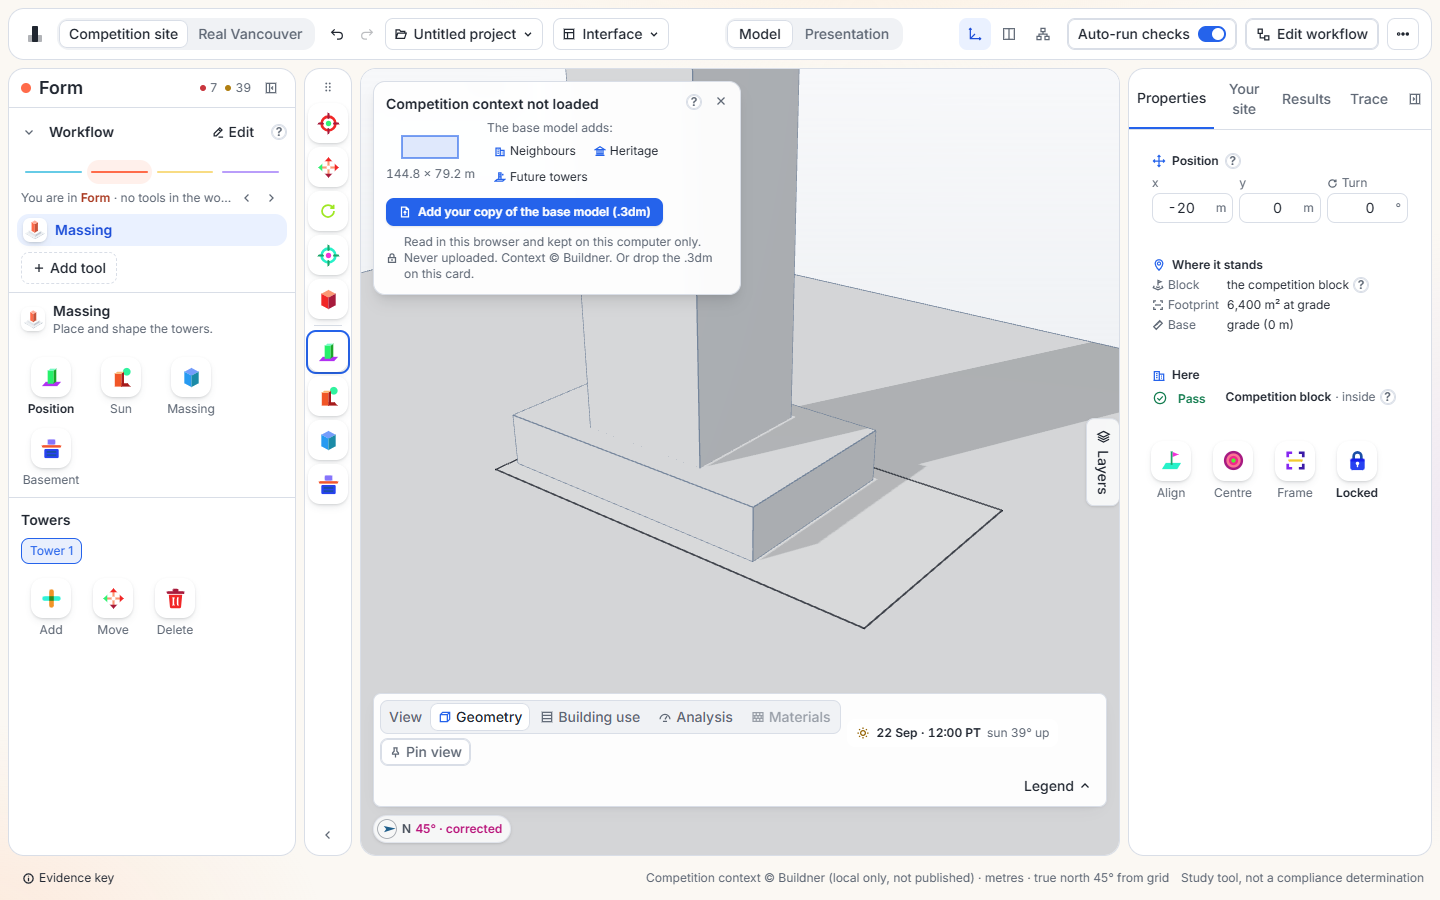 Competition site
Real Vancouver
Untitled project
Interface
Model
Presentation
Auto-run checks
Edit workflow
Form
7
39
Workflow
Edit
?
You are in Form · no tools in the wo...
Massing
+ Add tool
Massing
Place and shape the towers.
Position
Sun
Massing
Basement
Towers
Tower 1
Add
Move
Delete
Competition context not loaded
?
The base model adds:
144.8 × 79.2 m
Neighbours
Heritage
Future towers
Add your copy of the base model (.3dm)
Read in this browser and kept on this computer only.
Never uploaded. Context © Buildner. Or drop the .3dm
on this card.
Layers
View
Geometry
Building use
Analysis
Materials
Pin view
22 Sep · 12:00 PT sun 39° up
Legend
N 45° · corrected
Properties
Your
site
Results
Trace
Position ?
x
y
Turn
-20 m
0 m
0 °
Where it stands
Block the competition block ?
Footprint 6,400 m² at grade
Base grade (0 m)
Here
Pass Competition block · inside ?
Align
Centre
Frame
Locked
Evidence key
Competition context © Buildner (local only, not published) · metres · true north 45° from grid
Study tool, not a compliance determination